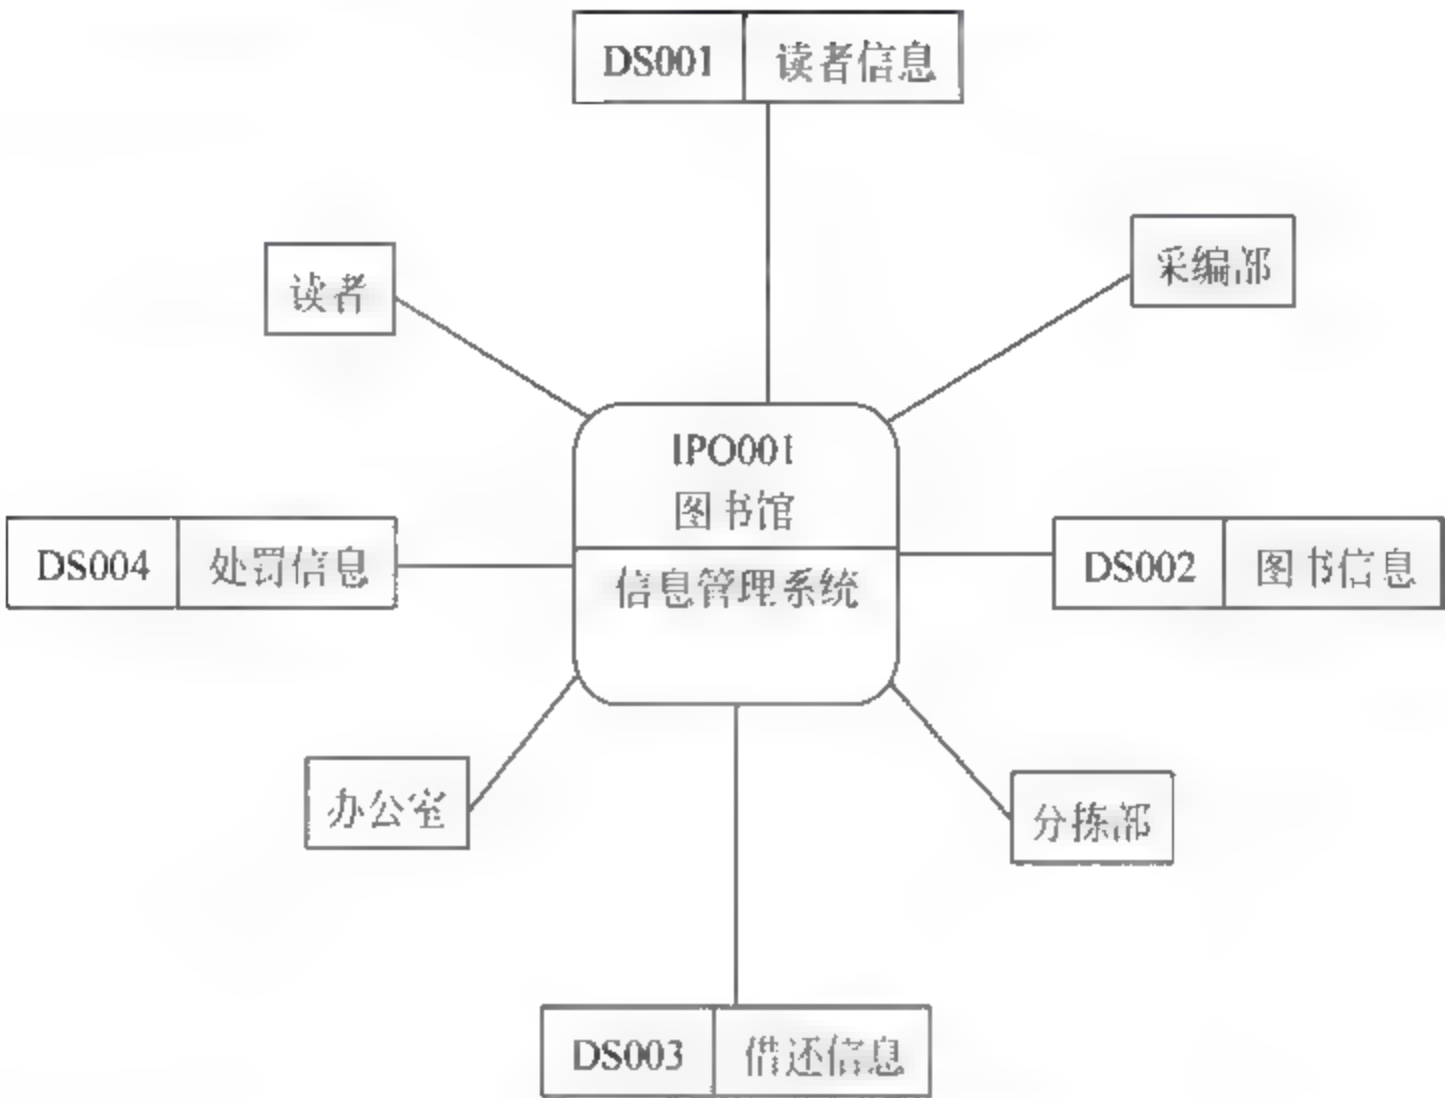 DS001 读者信息
采编部
读者
IPO001
图书馆
信息管理系统
DS004 处罚信息
DS002 图书信息
办公室
分拣部
DS003 借还信息